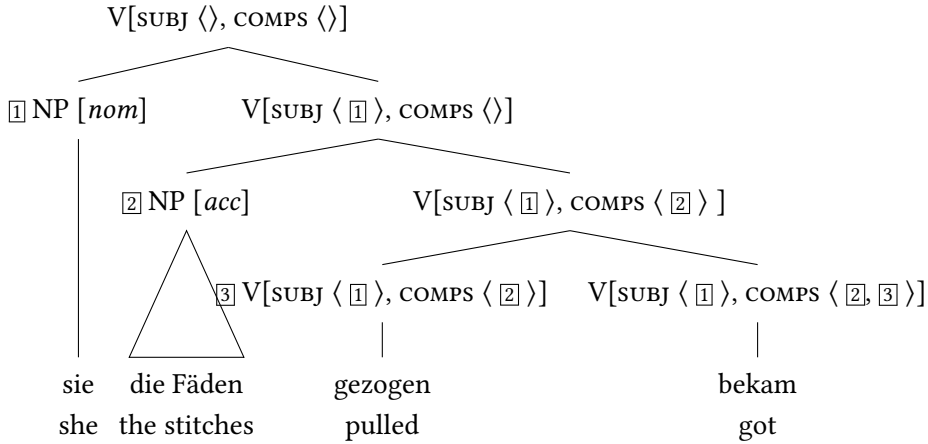 V[SUBJ ⟨⟩, COMPS ⟨⟩]
1 NP [nom] V[SUBJ ⟨ 1 ⟩, COMPS ⟨⟩]
2 NP [acc] V[SUBJ ⟨ 1 ⟩, COMPS ⟨ 2 ⟩ ]
3 V[SUBJ ⟨ 1 ⟩, COMPS ⟨ 2 ⟩] V[SUBJ ⟨ 1 ⟩, COMPS ⟨ 2, 3 ⟩]
sie die Fäden gezogen bekam
she the stitches pulled got